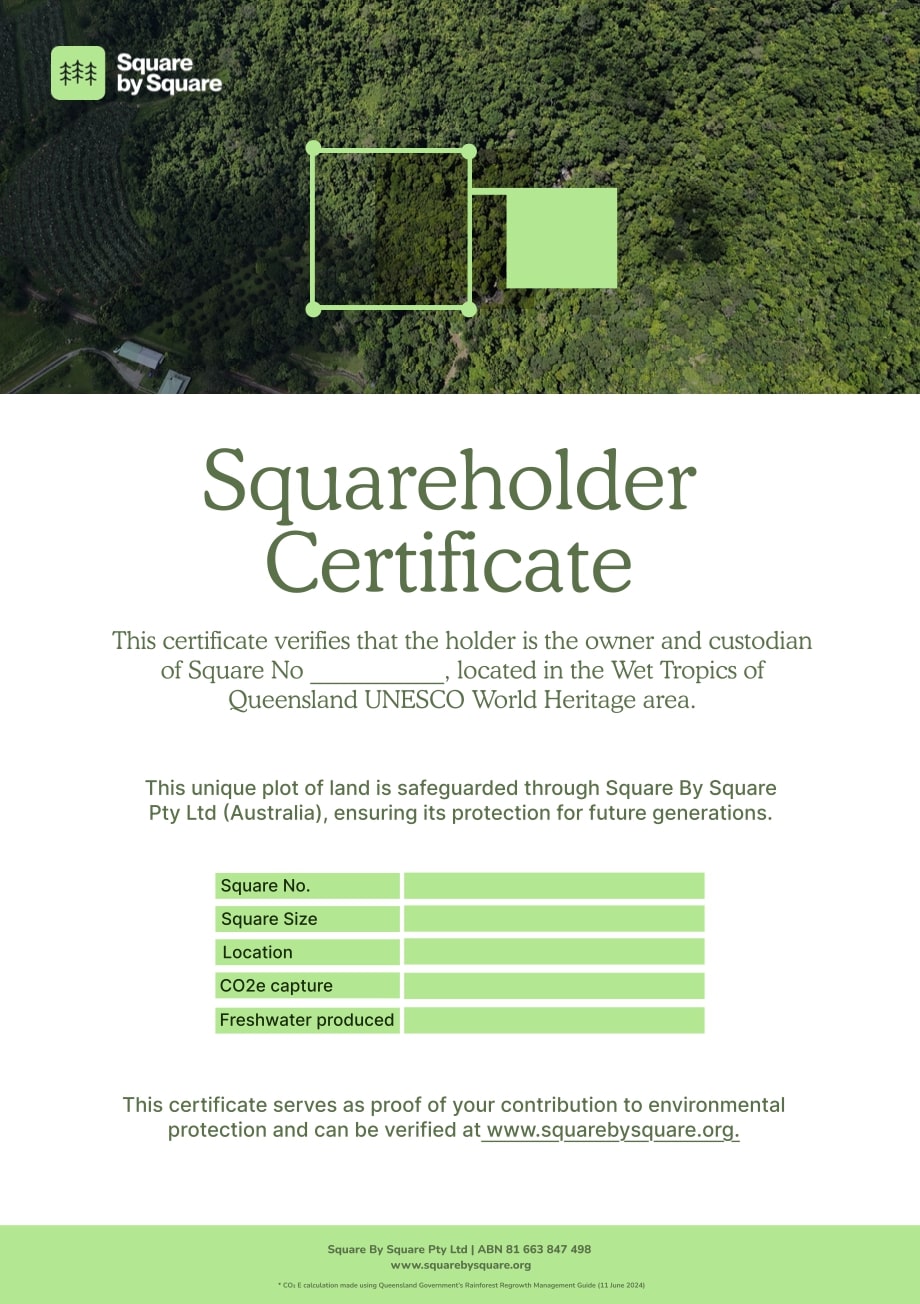 Square
by Square
Squareholder
Certificate
This certificate verifies that the holder is the owner and custodian
of Square No ___________, located in the Wet Tropics of
Queensland UNESCO World Heritage area.
This unique plot of land is safeguarded through Square By Square
Pty Ltd (Australia), ensuring its protection for future generations.
Square No.
Square Size
Location
CO2e capture
Freshwater produced
This certificate serves as proof of your contribution to environmental
protection and can be verified at www.squarebysquare.org.
Square By Square Pty Ltd | ABN 81 663 847 498
www.squarebysquare.org
* CO₂ E calculation made using Queensland Government's Rainforest Regrowth Management Guide (11 June 2024)